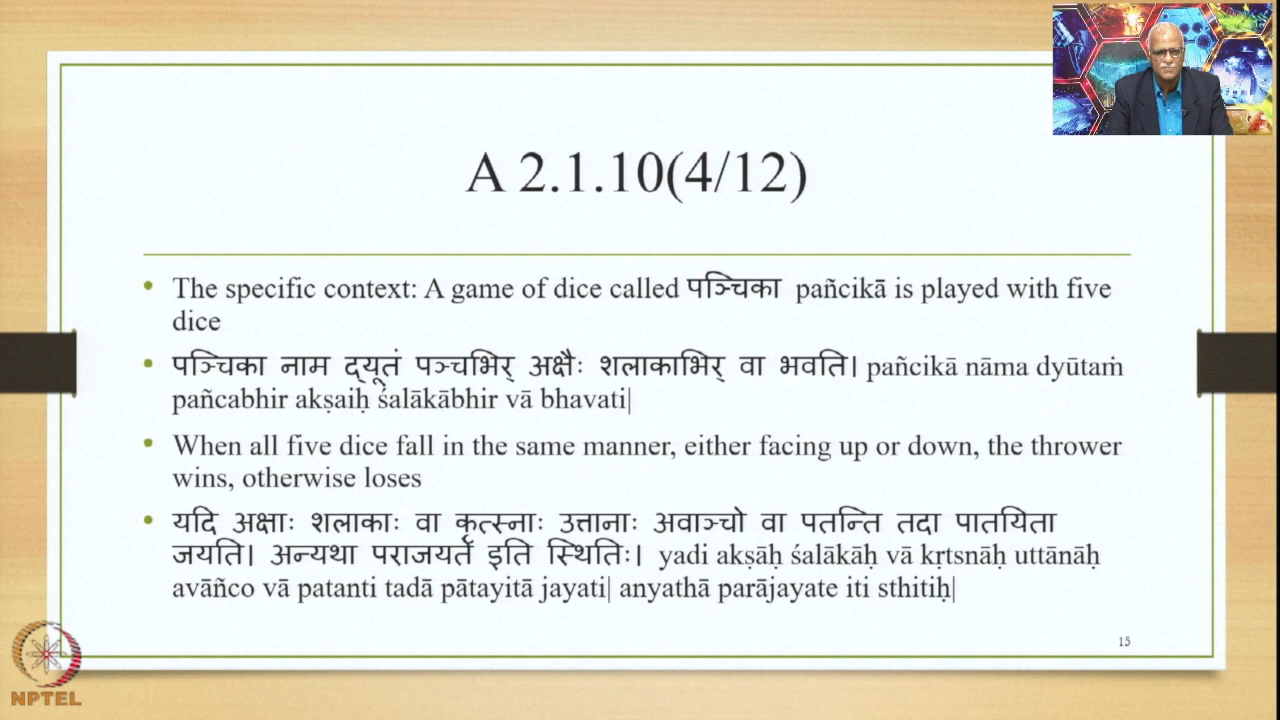 A 2.1.10(4/12)
• The specific context: A game of dice called पञ्चिका pañcikā is played with five
dice
• पञ्चिका नाम द्यूतं पञ्चभिर् अक्षैः शलाकाभिर् वा भवति। pañcikā nāma dyūtaṁ
pañcabhir akṣaiḥ śalākābhir vā bhavati|
• When all five dice fall in the same manner, either facing up or down, the thrower
wins, otherwise loses
• यदि अक्षाः शलाकाः वा कृत्स्नाः उत्तानाः अवाञ्चो वा पतन्ति तदा पातयिता
जयति। अन्यथा पराजयते इति स्थितिः। yadi akṣāḥ śalākāḥ vā kṛtsnāḥ uttānāḥ
avāñco vā patanti tadā pātayitā jayati| anyathā parājayate iti sthitiḥ|
15
NPTEL